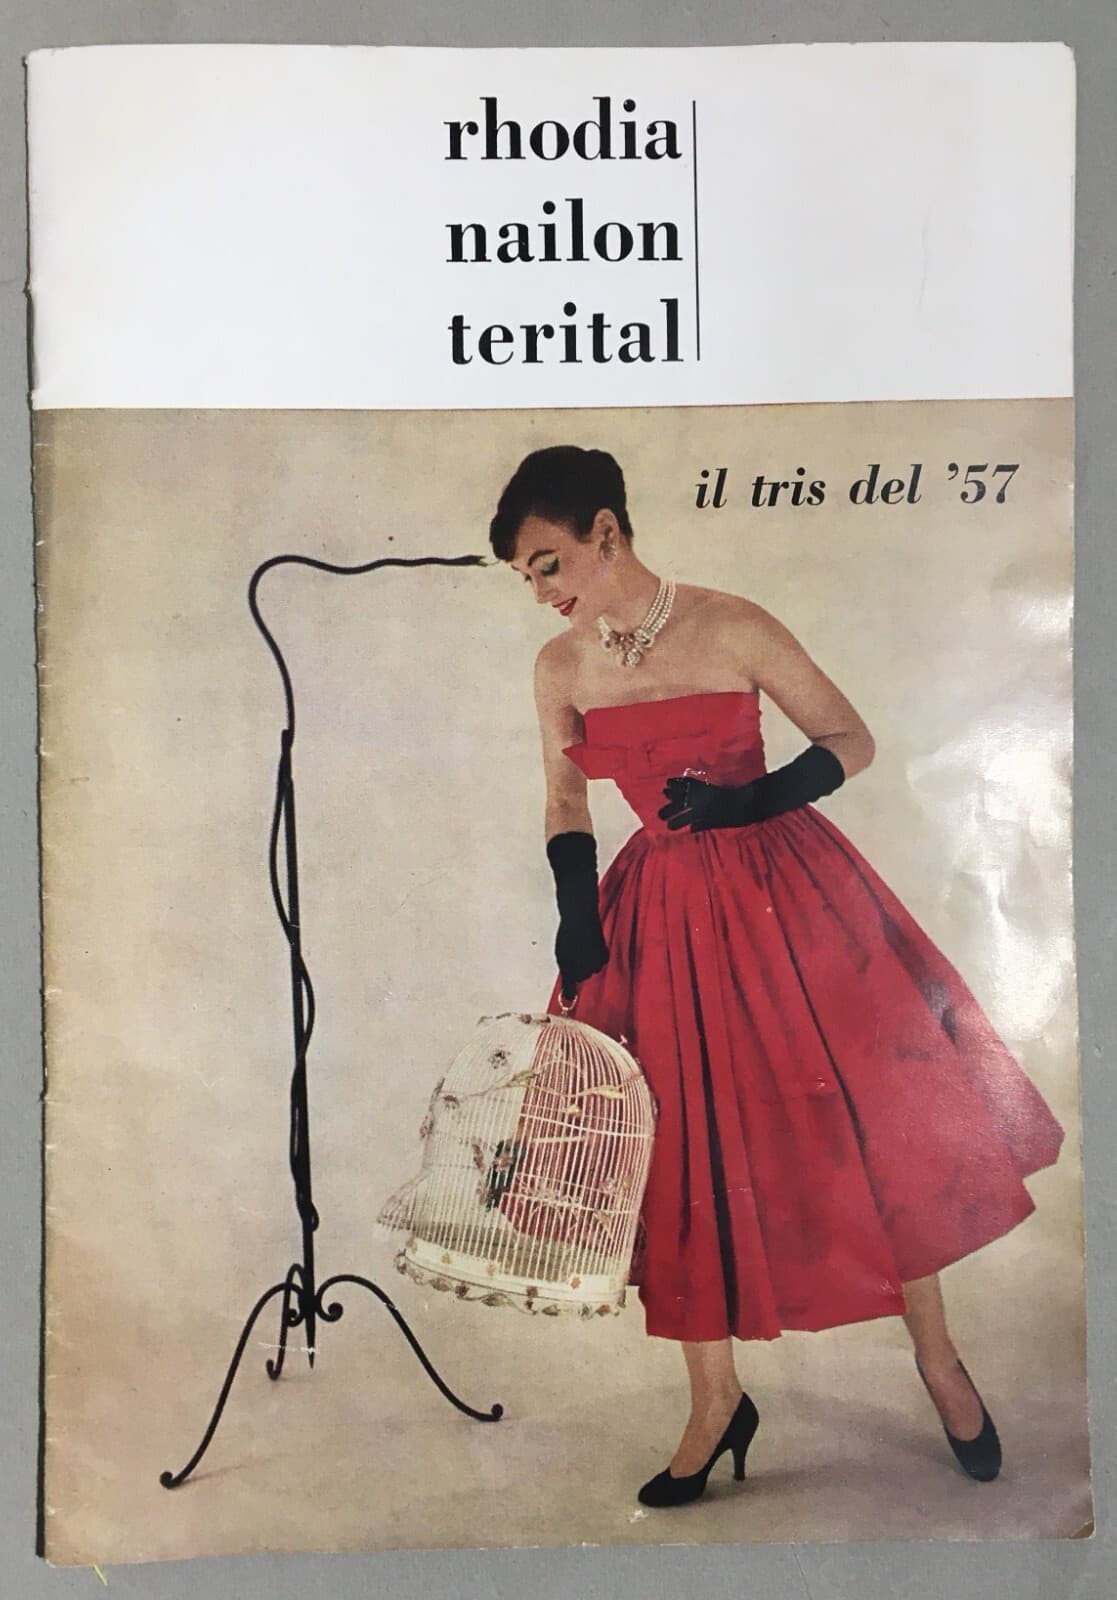 rhodia
nailon
terital
il tris del ’57